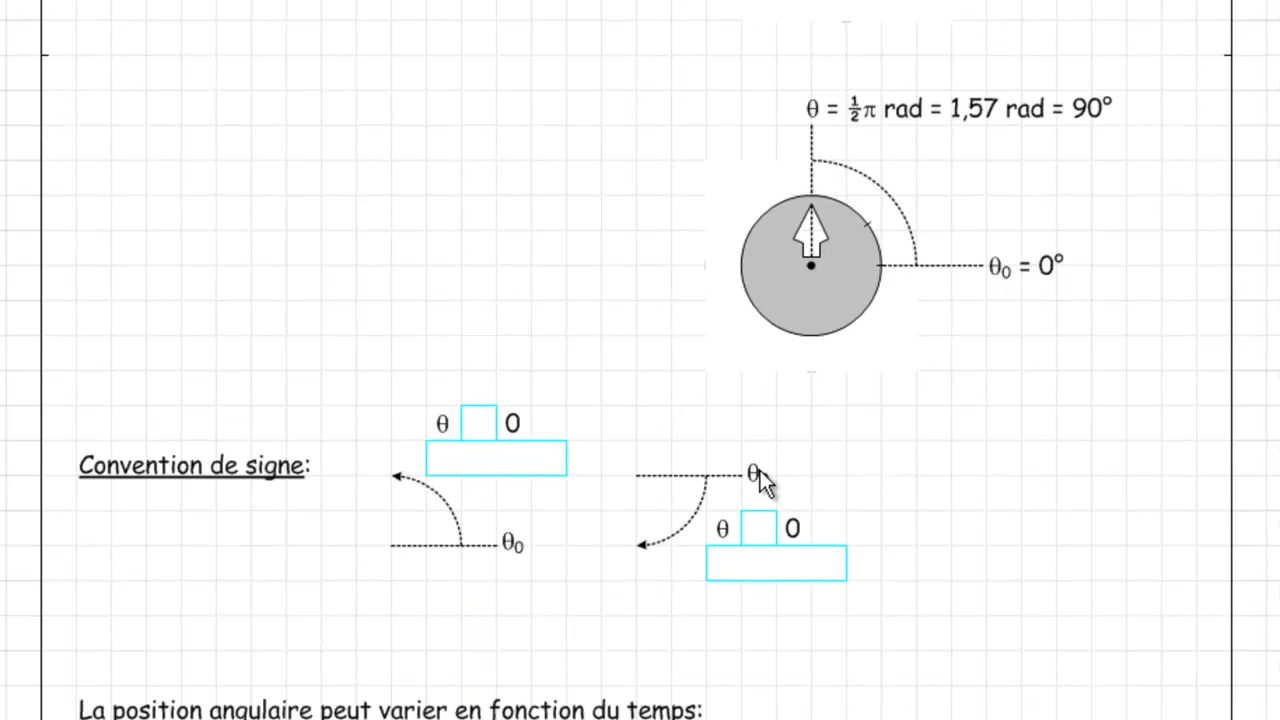 θ = ½π rad = 1,57 rad = 90°
θ₀ = 0°
θ 0
Convention de signe:
θ
θ₀
θ 0
La position angulaire peut varier en fonction du temps: